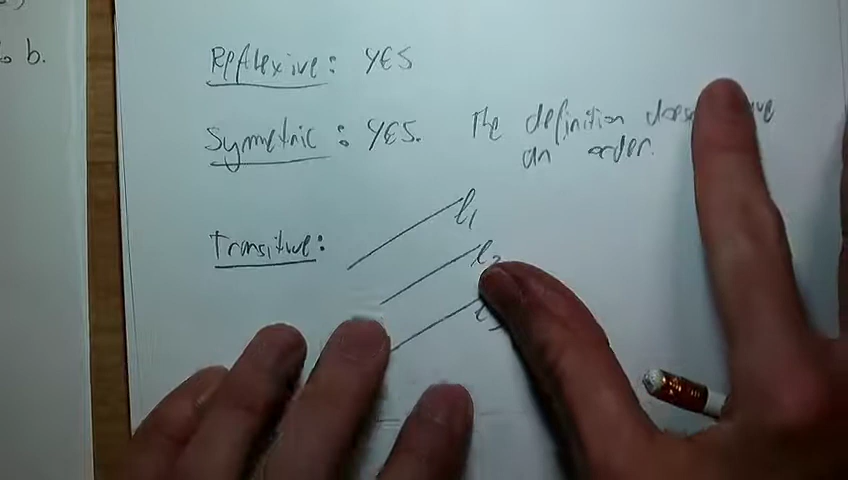 b.
Reflexive: YES
Symmetric: YES. The definition
an order.
Transitive:
l1
l2